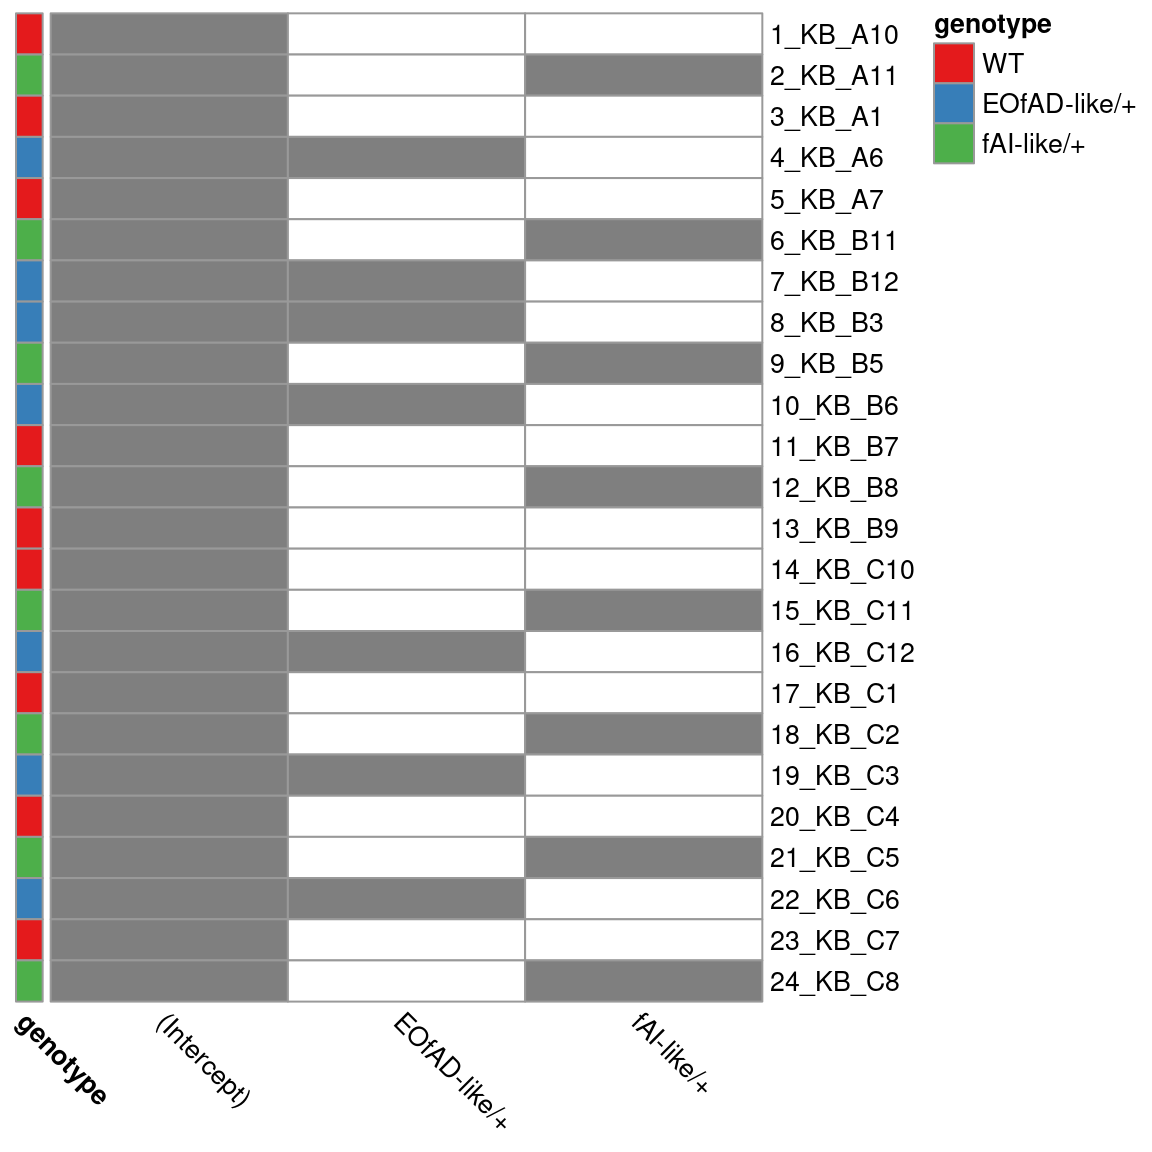 genotype
WT
EOfAD-like/+
fAI-like/+
1_KB_A10
2_KB_A11
3_KB_A1
4_KB_A6
5_KB_A7
6_KB_B11
7_KB_B12
8_KB_B3
9_KB_B5
10_KB_B6
11_KB_B7
12_KB_B8
13_KB_B9
14_KB_C10
15_KB_C11
16_KB_C12
17_KB_C1
18_KB_C2
19_KB_C3
20_KB_C4
21_KB_C5
22_KB_C6
23_KB_C7
24_KB_C8
genotype
(Intercept)
EOfAD-like/+
fAI-like/+